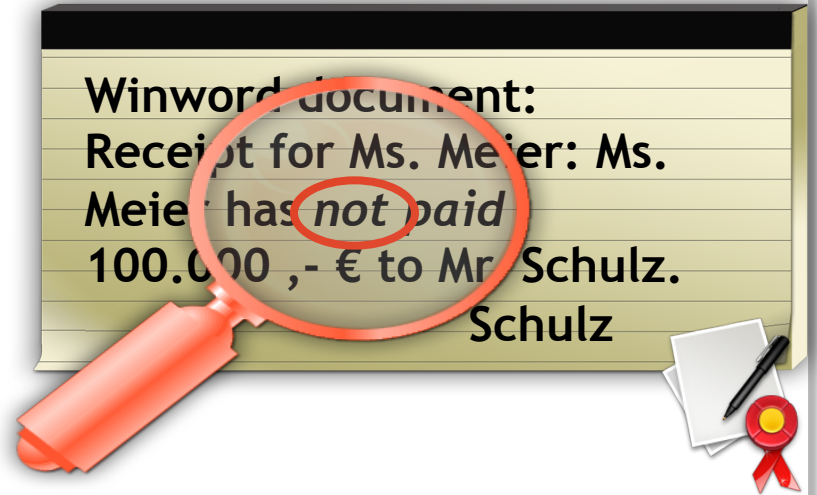 Winword document:
Receipt for Ms. Meier: Ms.
Meier has not paid
100.000 ,- € to Mr. Schulz.
Schulz